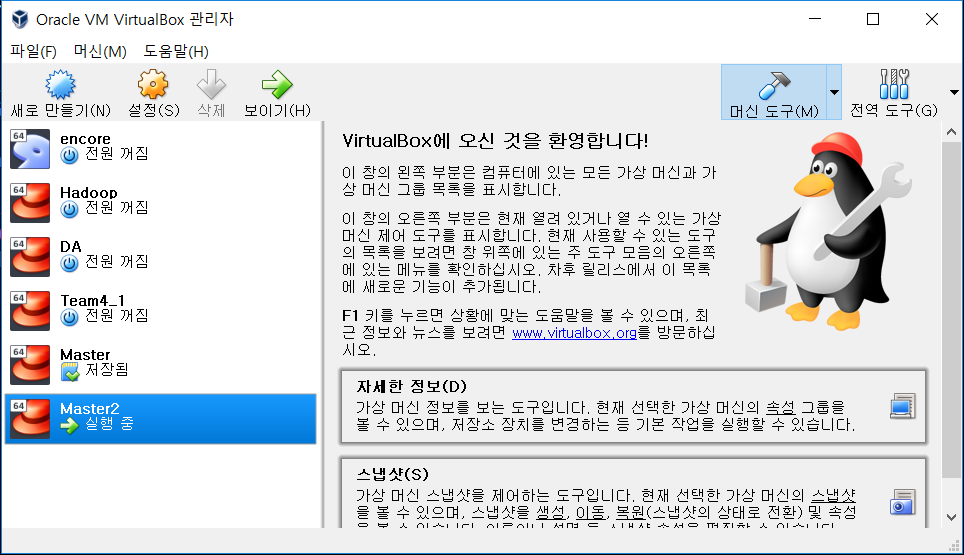 Oracle VM VirtualBox 관리자
파일(F) 머신(M) 도움말(H)
새로 만들기(N) 설정(S) 삭제 보이기(H) 머신 도구(M) 전역 도구(G)
64 encore
전원 꺼짐
64 Hadoop
전원 꺼짐
64 DA
전원 꺼짐
64 Team4_1
전원 꺼짐
64 Master
저장됨
64 Master2
실행 중
VirtualBox에 오신 것을 환영합니다!
이 창의 왼쪽 부분은 컴퓨터에 있는 모든 가상 머신과 가
상 머신 그룹 목록을 표시합니다.
이 창의 오른쪽 부분은 현재 열려 있거나 열 수 있는 가상
머신 제어 도구를 표시합니다. 현재 사용할 수 있는 도구
의 목록을 보려면 창 위쪽에 있는 주 도구 모음의 오른쪽
에 있는 메뉴를 확인하십시오. 차후 릴리스에서 이 목록
에 새로운 기능이 추가됩니다.
F1 키를 누르면 상황에 맞는 도움말을 볼 수 있으며, 최
근 정보와 뉴스를 보려면 www.virtualbox.org를 방문하십
시오.
자세한 정보(D)
가상 머신 정보를 보는 도구입니다. 현재 선택한 가상 머신의 속성 그룹을
볼 수 있으며, 저장소 장치를 변경하는 등 기본 작업을 실행할 수 있습니다.
스냅샷(S)
가상 머신 스냅샷을 제어하는 도구입니다. 현재 선택한 가상 머신의 스냅샷
을 볼 수 있으며, 스냅샷을 생성, 이동, 복원(스냅샷의 상태로 전환) 및 속성